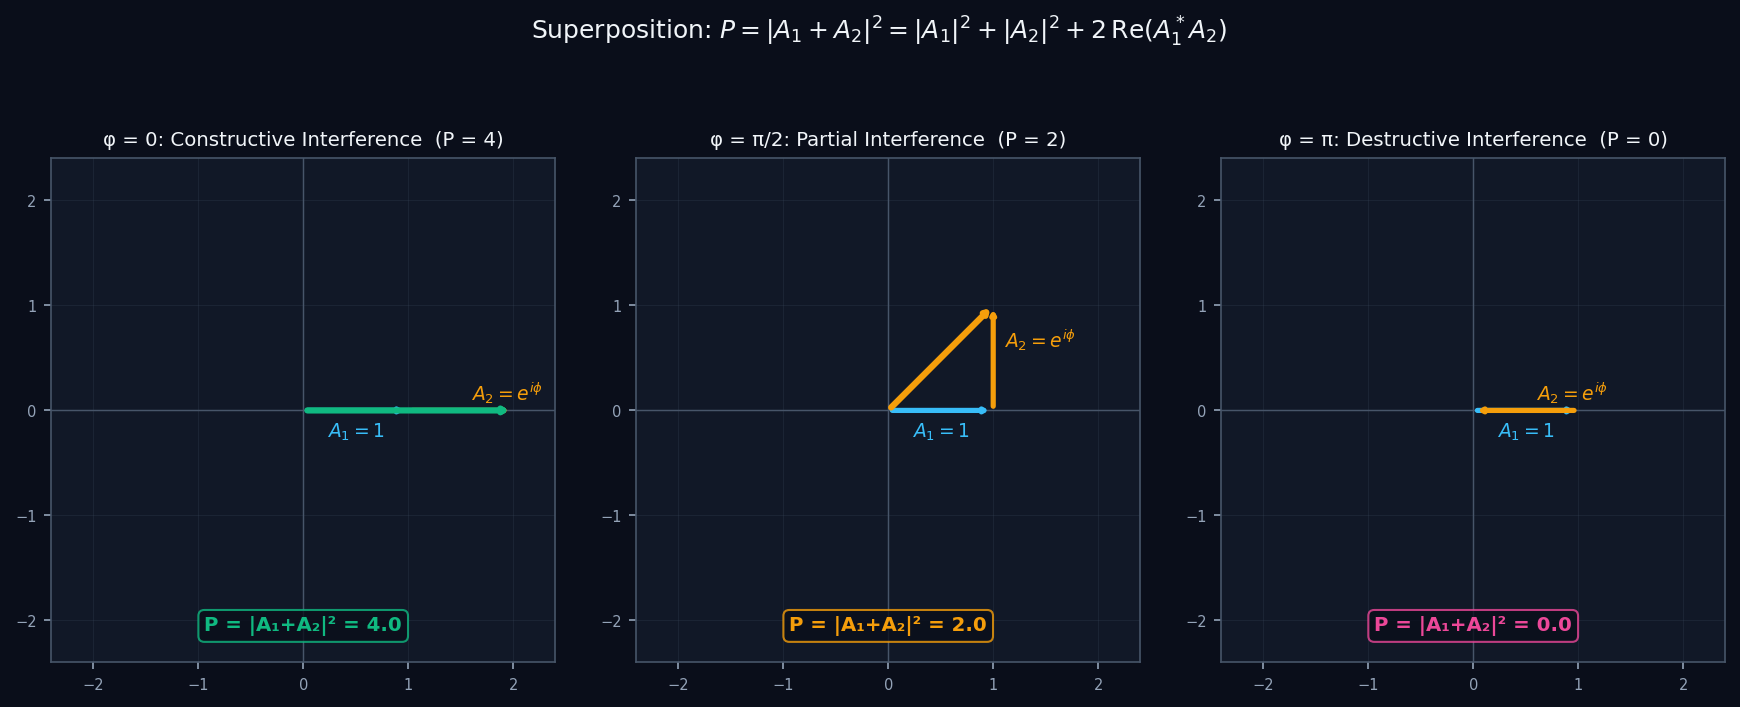 Superposition: P = |A₁ + A₂|² = |A₁|² + |A₂|² + 2 Re(A₁*A₂)
φ = 0: Constructive Interference (P = 4)
φ = π/2: Partial Interference (P = 2)
φ = π: Destructive Interference (P = 0)
2
1
0
−1
−2
−2
−1
0
1
2
A₂ = e^{iϕ}
A₁ = 1
P = |A₁+A₂|² = 4.0
2
1
0
−1
−2
−2
−1
0
1
2
A₂ = e^{iϕ}
A₁ = 1
P = |A₁+A₂|² = 2.0
2
1
0
−1
−2
−2
−1
0
1
2
A₂ = e^{iϕ}
A₁ = 1
P = |A₁+A₂|² = 0.0